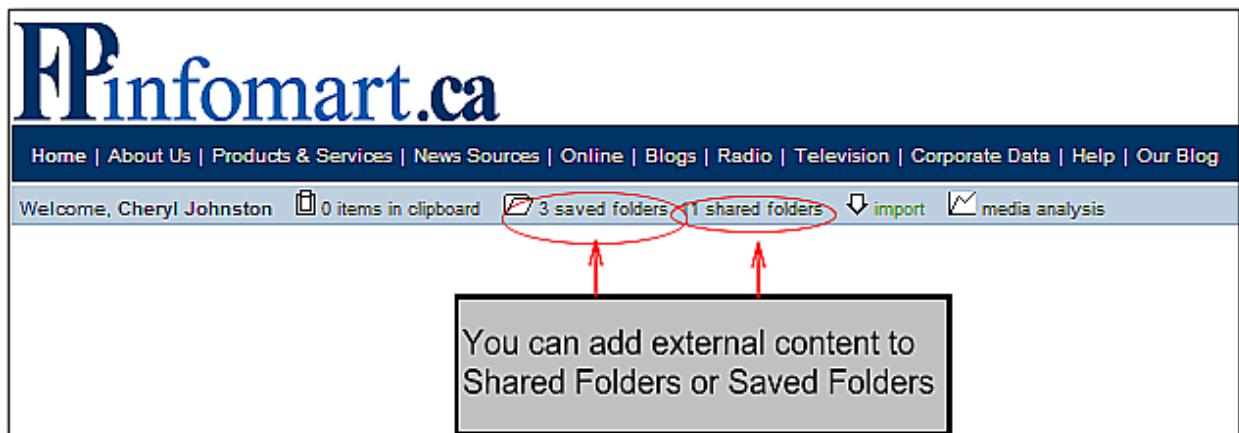 FPinfomart.ca
Home | About Us | Products & Services | News Sources | Online | Blogs | Radio | Television | Corporate Data | Help | Our Blog
Welcome, Cheryl Johnston 0 items in clipboard 3 saved folders 1 shared folders import media analysis
You can add external content to
Shared Folders or Saved Folders